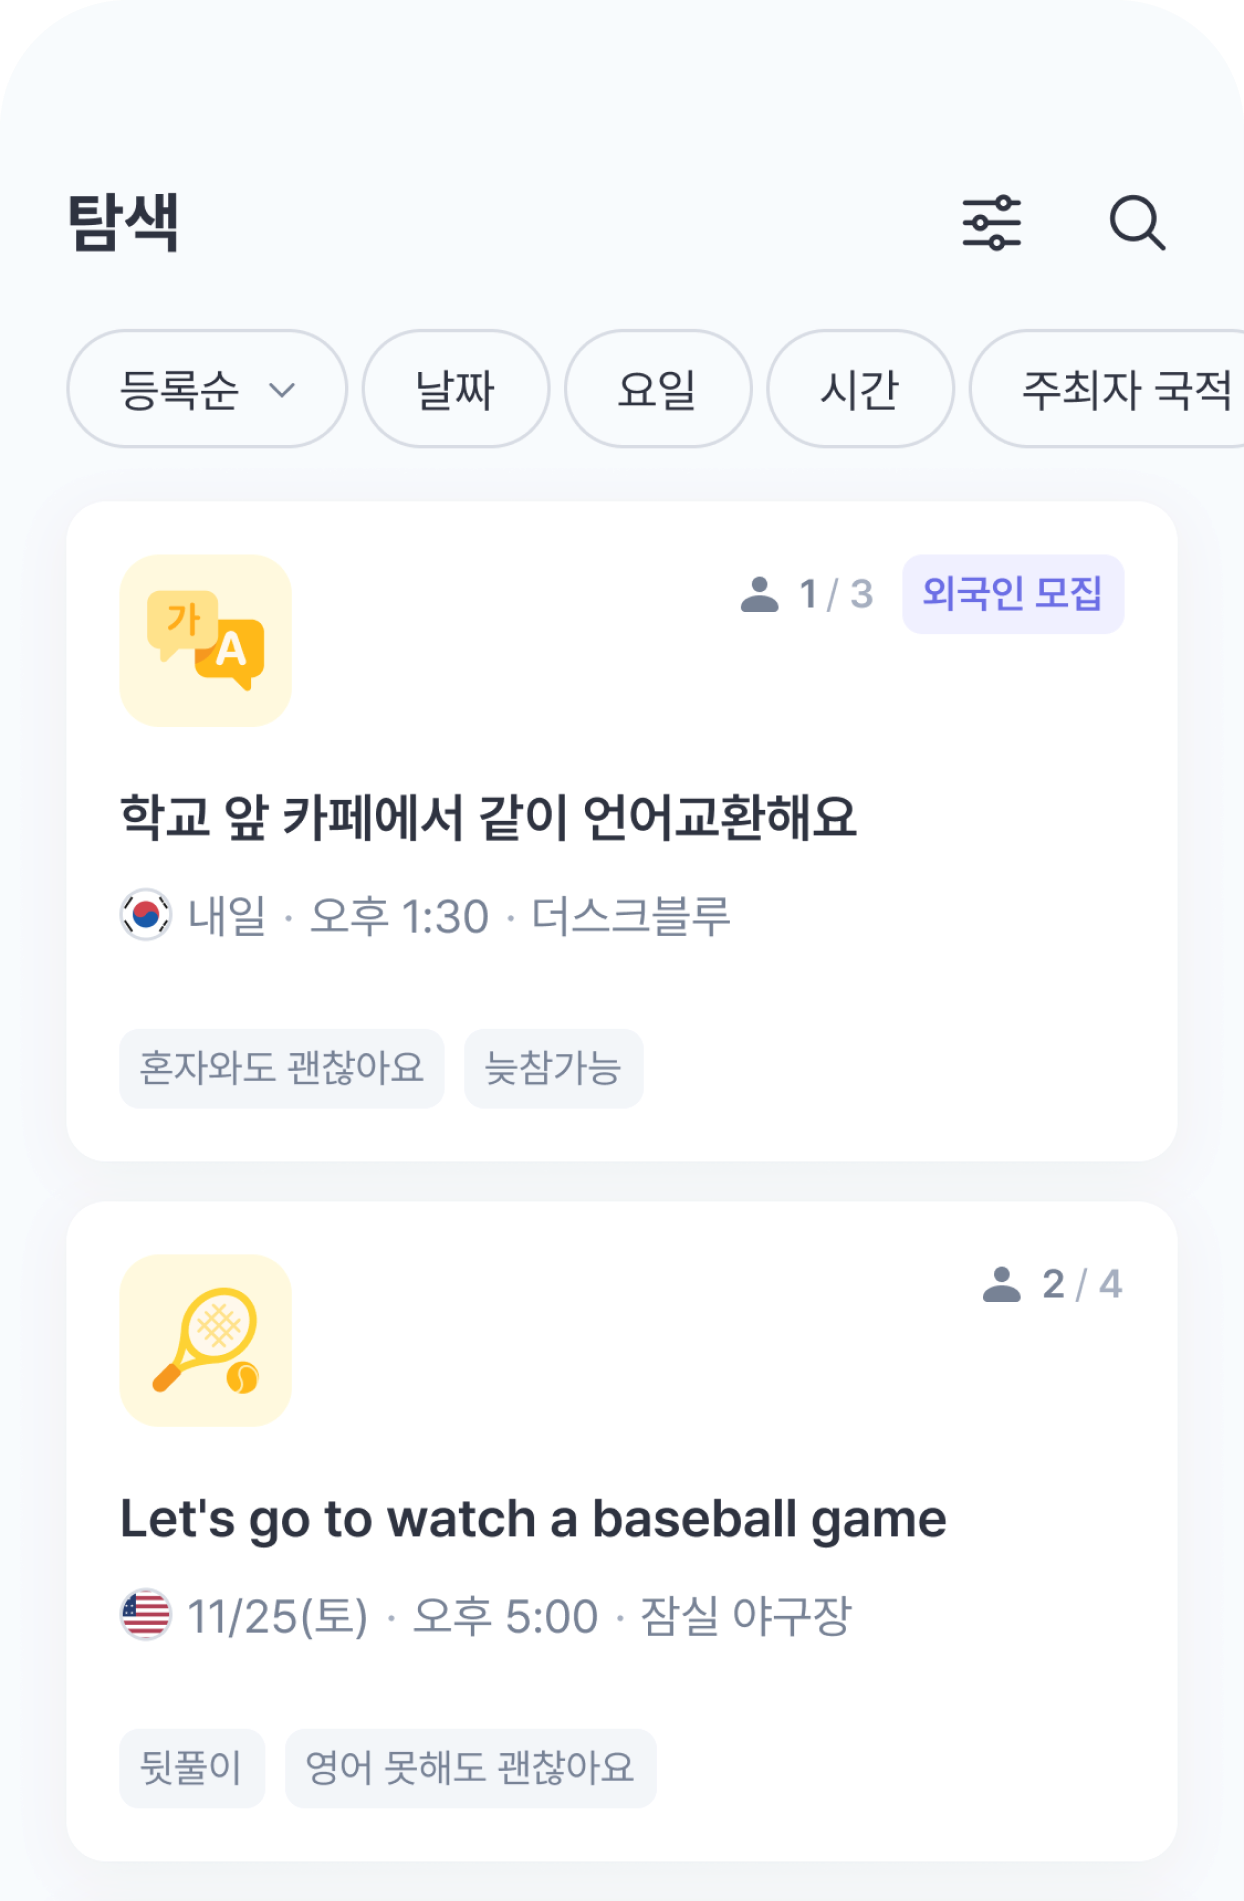 탐색
등록순 날짜 요일 시간 주최자 국적
가 A
1 / 3 외국인 모집
학교 앞 카페에서 같이 언어교환해요
내일 · 오후 1:30 · 더스크블루
혼자와도 괜찮아요 늦참가능
2 / 4
Let's go to watch a baseball game
11/25(토) · 오후 5:00 · 잠실 야구장
뒷풀이 영어 못해도 괜찮아요